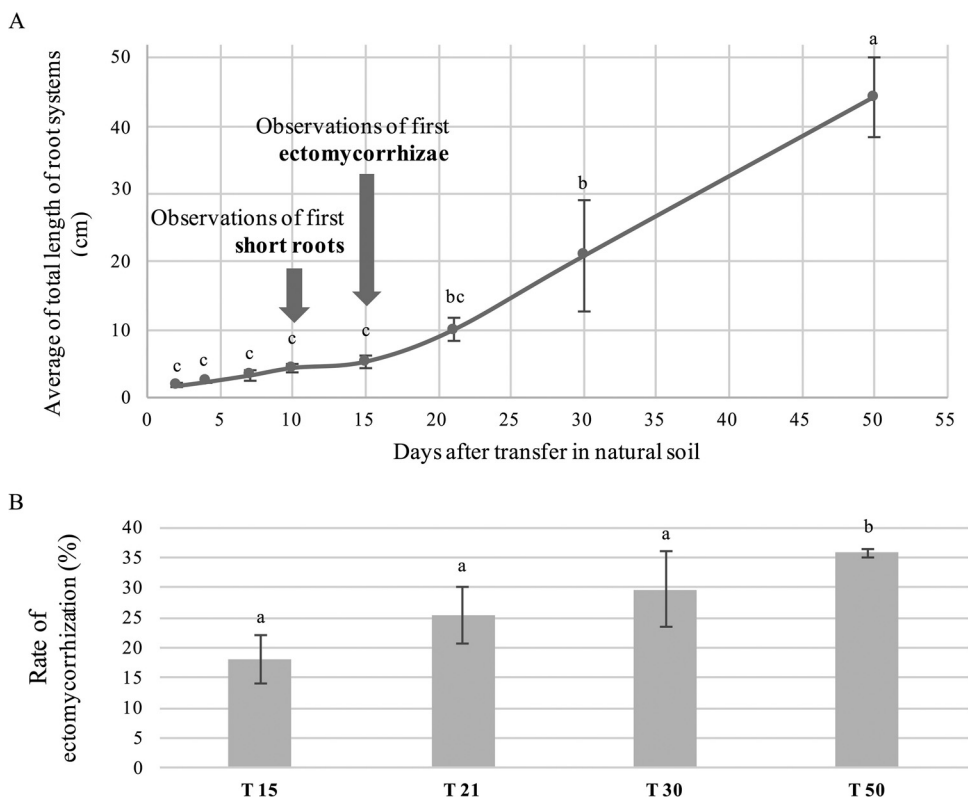 A
Average of total length of root systems
(cm)
50
40
30
20
10
0
Observations of first
ectomycorrhizae
Observations of first
short roots
c
c
c
c
c
bc
b
a
0
5
10
15
20
25
30
35
40
45
50
55
Days after transfer in natural soil
B
Rate of
ectomycorrhization (%)
40
35
30
25
20
15
10
5
0
a
a
a
b
T 15
T 21
T 30
T 50